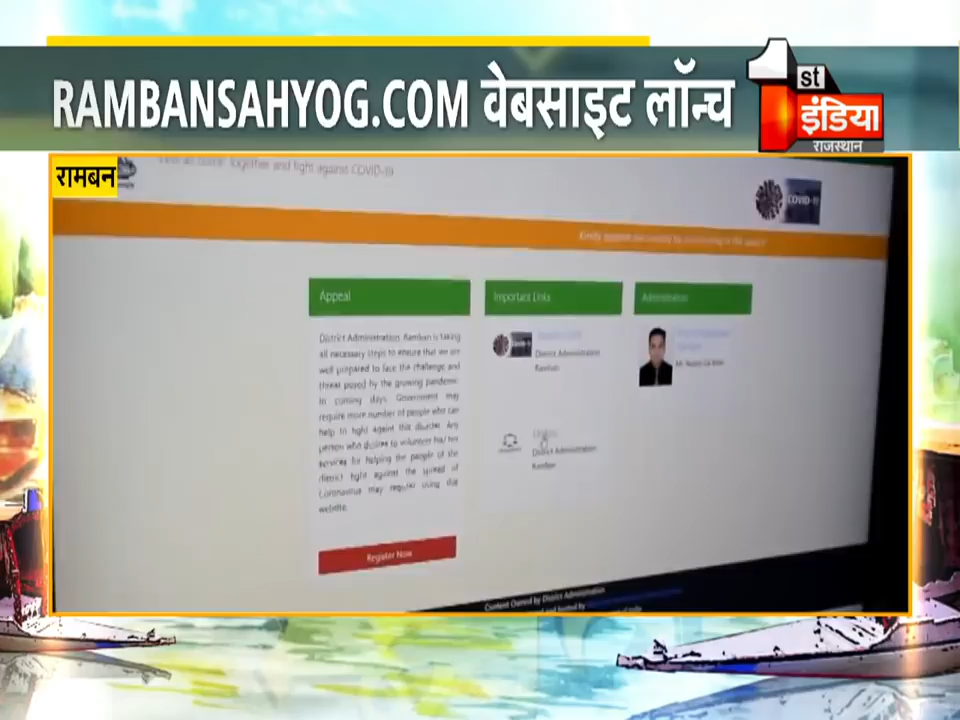 RAMBANSAHYOG.COM वेबसाइट लॉन्च
1st
इंडिया
राजस्थान
रामबन
together and fight against COVID-19
COVID-19
Appeal
Important Links
Administration
District Administration, Ramban is taking
all necessary steps to ensure that we are
well prepared to face the challenge and
threat posed by the growing pandemic.
In coming days Government may
require more number of people who can
help to fight against this disorder. Any
person who desires to volunteer his/her
services for helping the people of the
district fight against the spread of
Coronavirus may register using this
website.
District Administration
Ramban
District Administration
Ramban
Mr.
Register Now
Content Owned by District Administration
and hosted by